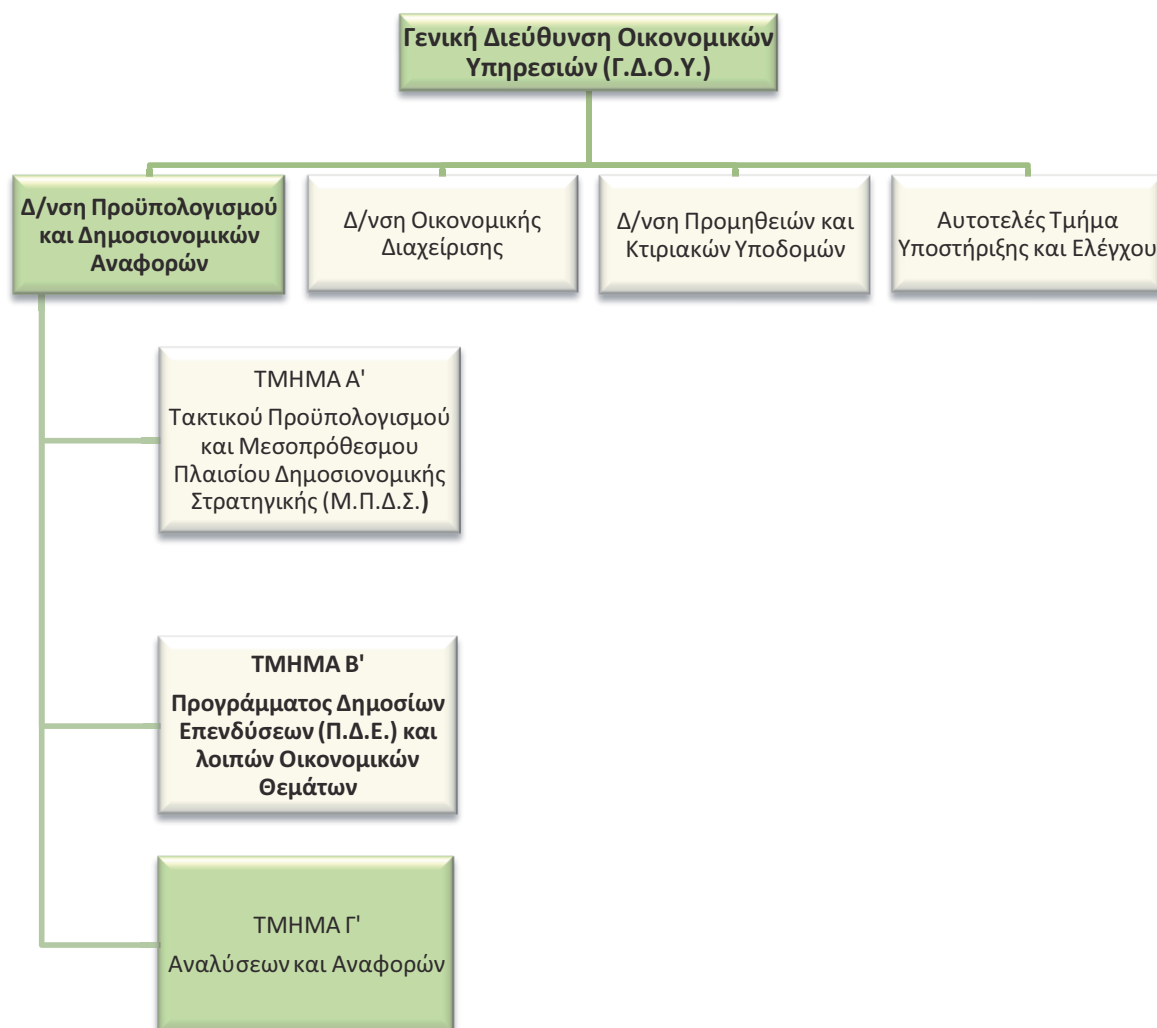 Γενική Διεύθυνση Οικονομικών
Υπηρεσιών (Γ.Δ.Ο.Υ.)
Δ/νση Προϋπολογισμού
και Δημοσιονομικών
Αναφορών
Δ/νση Οικονομικής
Διαχείρισης
Δ/νση Προμηθειών και
Κτιριακών Υποδομών
Αυτοτελές Τμήμα
Υποστήριξης και Ελέγχου
ΤΜΗΜΑ Α'
Τακτικού Προϋπολογισμού
και Μεσοπρόθεσμου
Πλαισίου Δημοσιονομικής
Στρατηγικής (Μ.Π.Δ.Σ.)
ΤΜΗΜΑ Β'
Προγράμματος Δημοσίων
Επενδύσεων (Π.Δ.Ε.) και
λοιπών Οικονομικών
Θεμάτων
ΤΜΗΜΑ Γ'
Αναλύσεων και Αναφορών